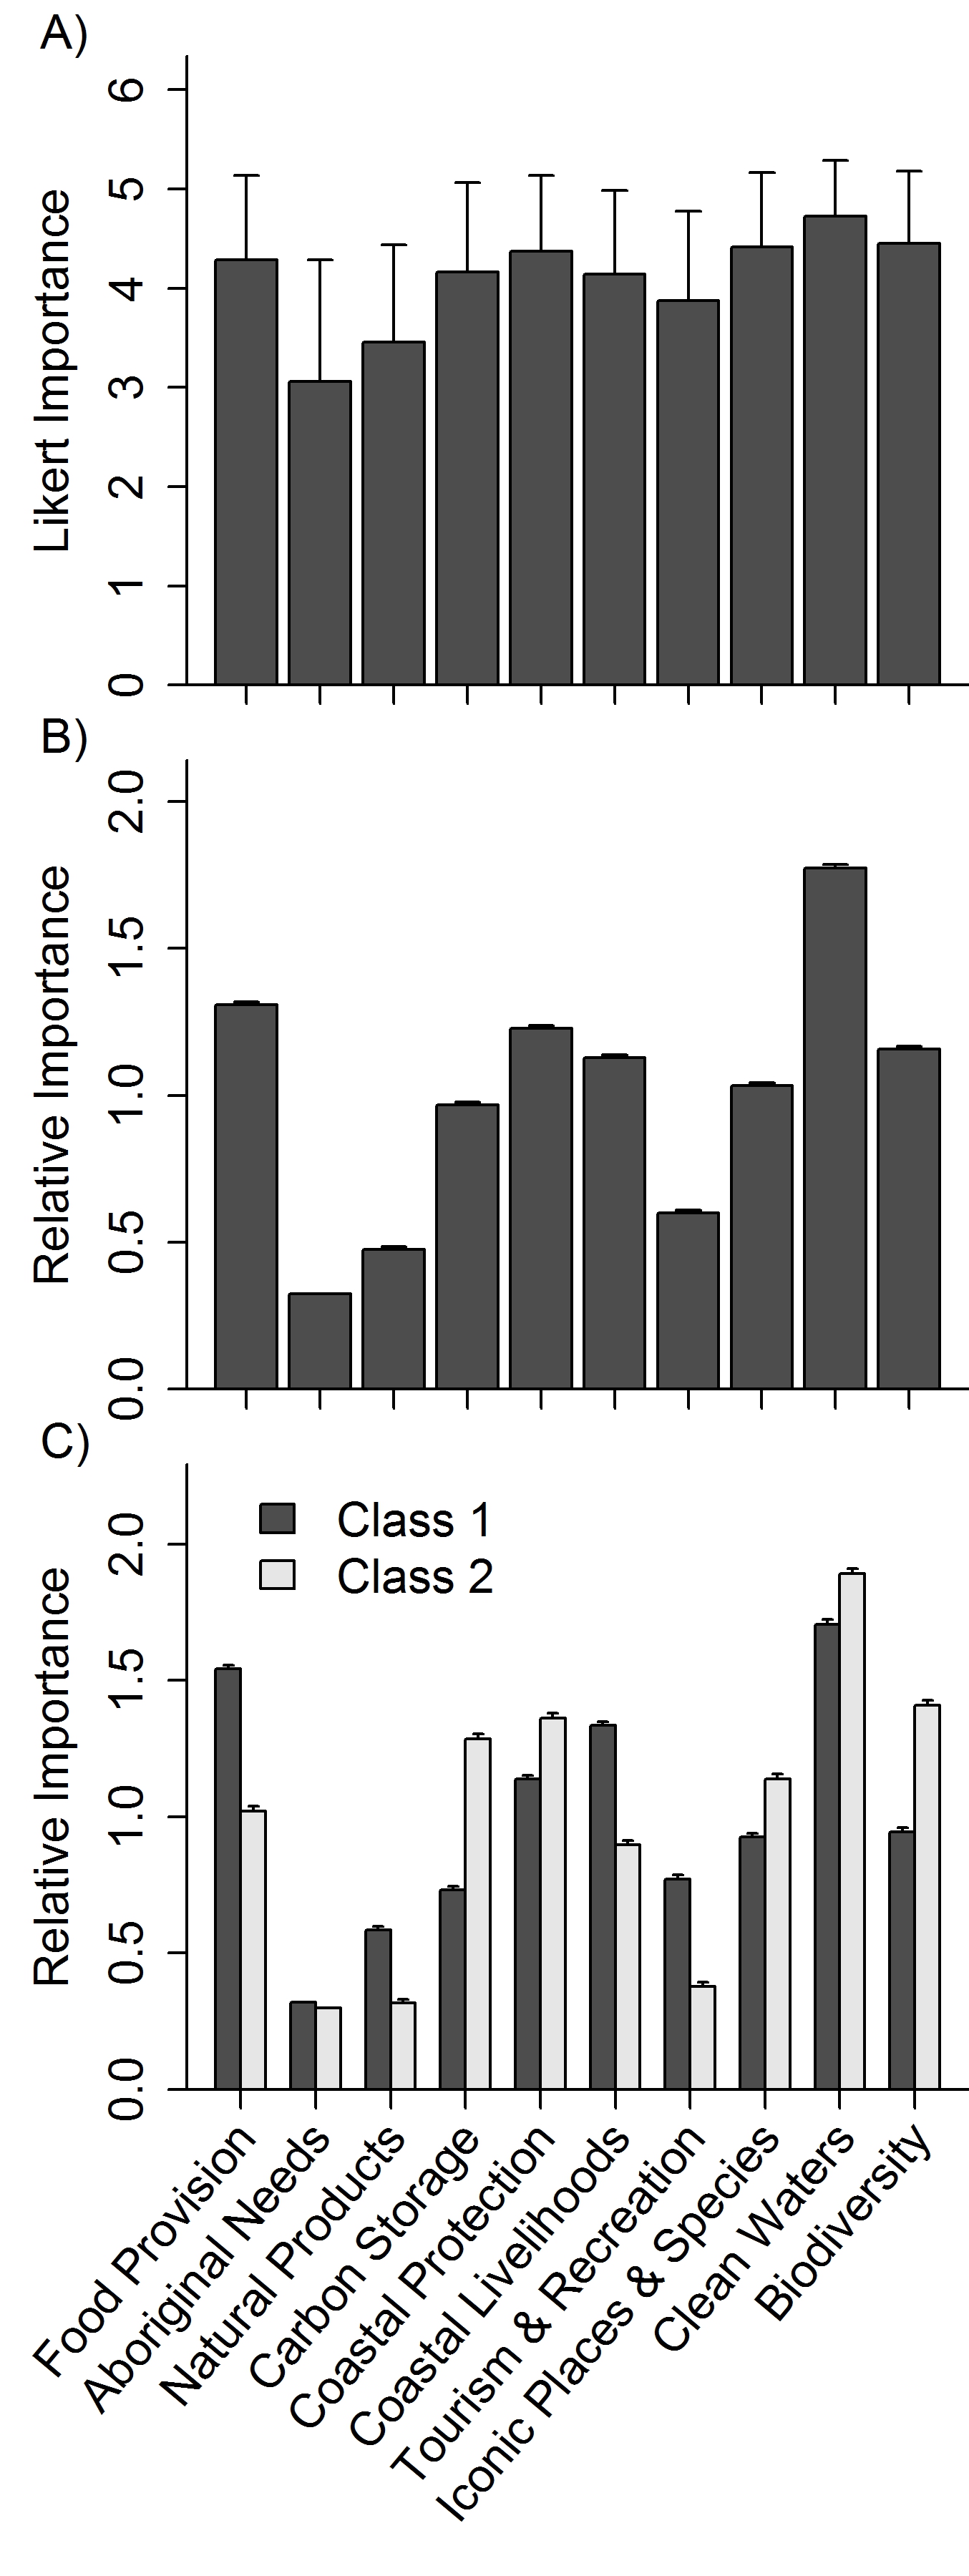 A)
Likert Importance
6
5
4
3
2
1
0
B)
Relative Importance
2.0
1.5
1.0
0.5
0.0
C)
Relative Importance
2.0
1.5
1.0
0.5
0.0
Class 1
Class 2
Food Provision
Aboriginal Needs
Natural Products
Carbon Storage
Coastal Protection
Coastal Livelihoods
Tourism & Recreation
Iconic Places & Species
Clean Waters
Biodiversity